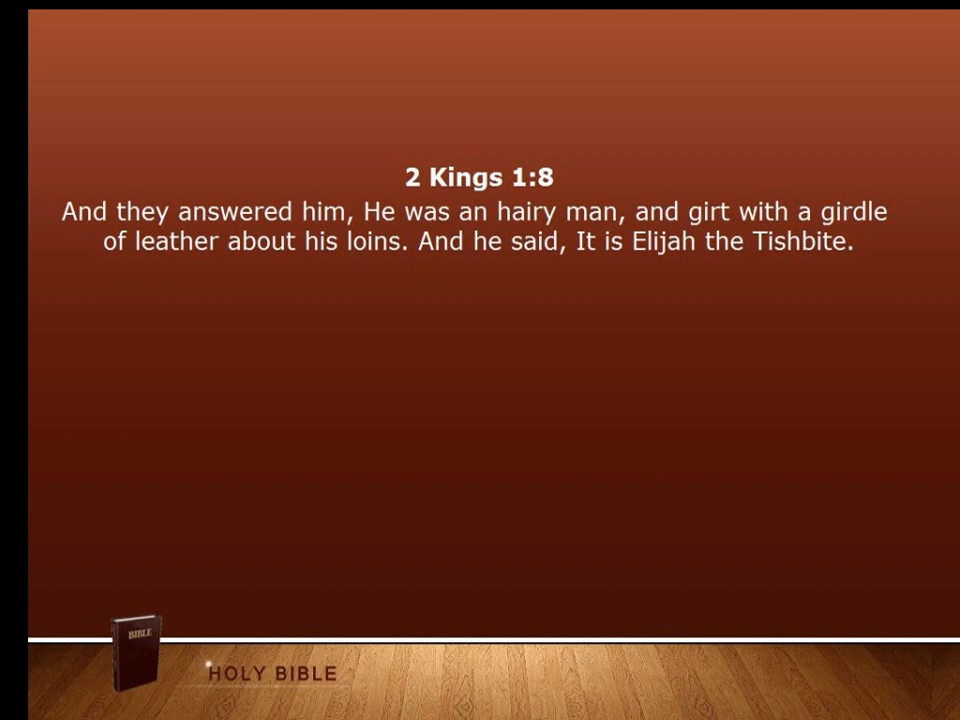 2 Kings 1:8
And they answered him, He was an hairy man, and girt with a girdle
of leather about his loins. And he said, It is Elijah the Tishbite.
BIBLE
HOLY BIBLE